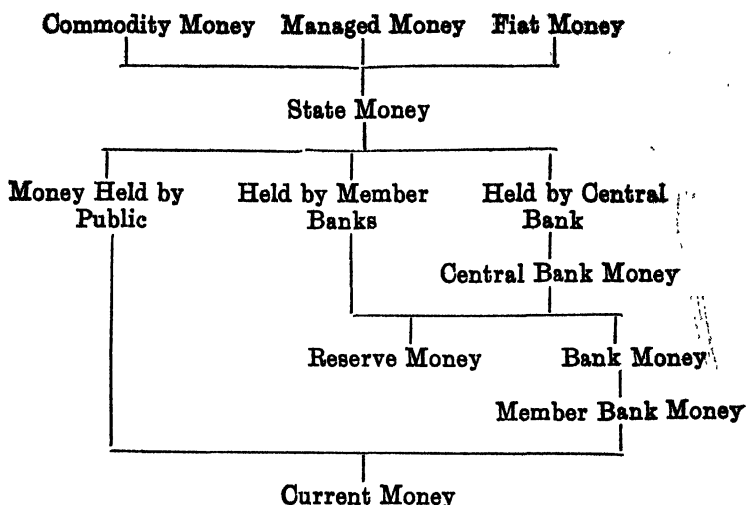 Commodity Money Managed Money Fiat Money
State Money
Money Held by Public
Held by Member Banks
Held by Central Bank
Central Bank Money
Reserve Money Bank Money
Member Bank Money
Current Money